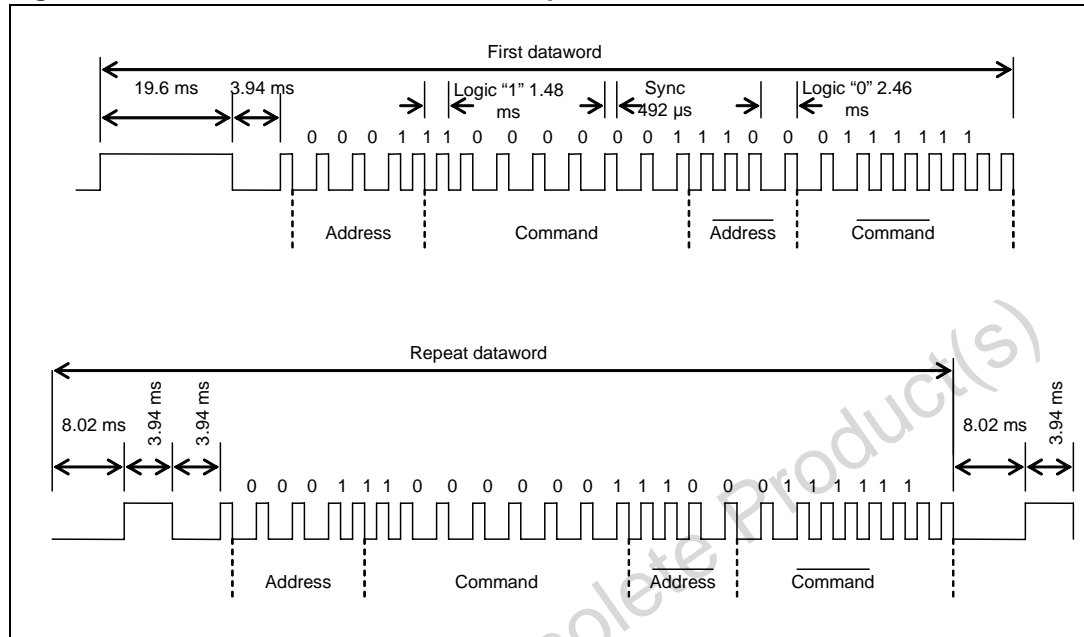 First dataword
19.6 ms
3.94 ms
Logic “1” 1.48 ms
Sync 492 µs
Logic “0” 2.46 ms
0 0 0 1 1 1 0 0 0 0 0 0 1 1 1 0 0 0 1 1 1 1 1 1
Address
Command
Address
Command
Repeat dataword
8.02 ms
3.94 ms
3.94 ms
8.02 ms
3.94 ms
0 0 0 1 1 1 0 0 0 0 0 0 1 1 1 0 0 0 1 1 1 1 1 1
Address
Command
Address
Command
solete Product(s)